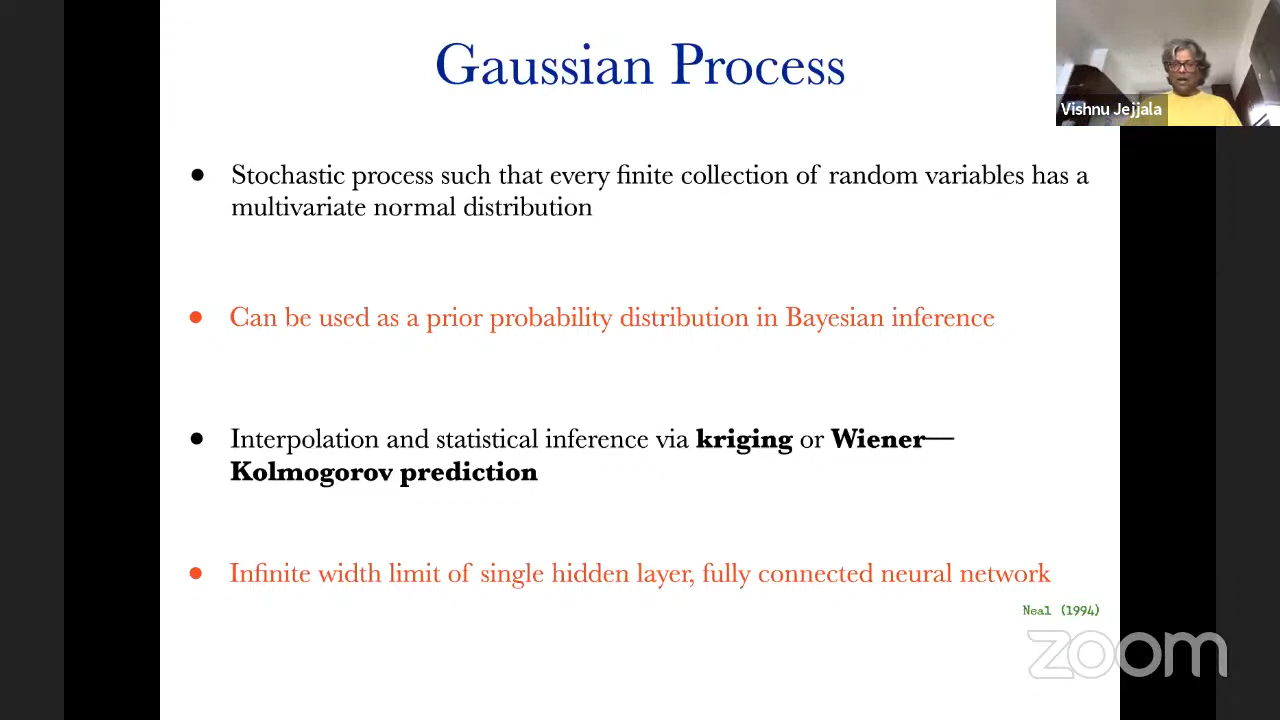 Gaussian Process
Vishnu Jejjala
● Stochastic process such that every finite collection of random variables has a
multivariate normal distribution
● Can be used as a prior probability distribution in Bayesian inference
● Interpolation and statistical inference via kriging or Wiener—
Kolmogorov prediction
● Infinite width limit of single hidden layer, fully connected neural network
Neal (1994)
zoom